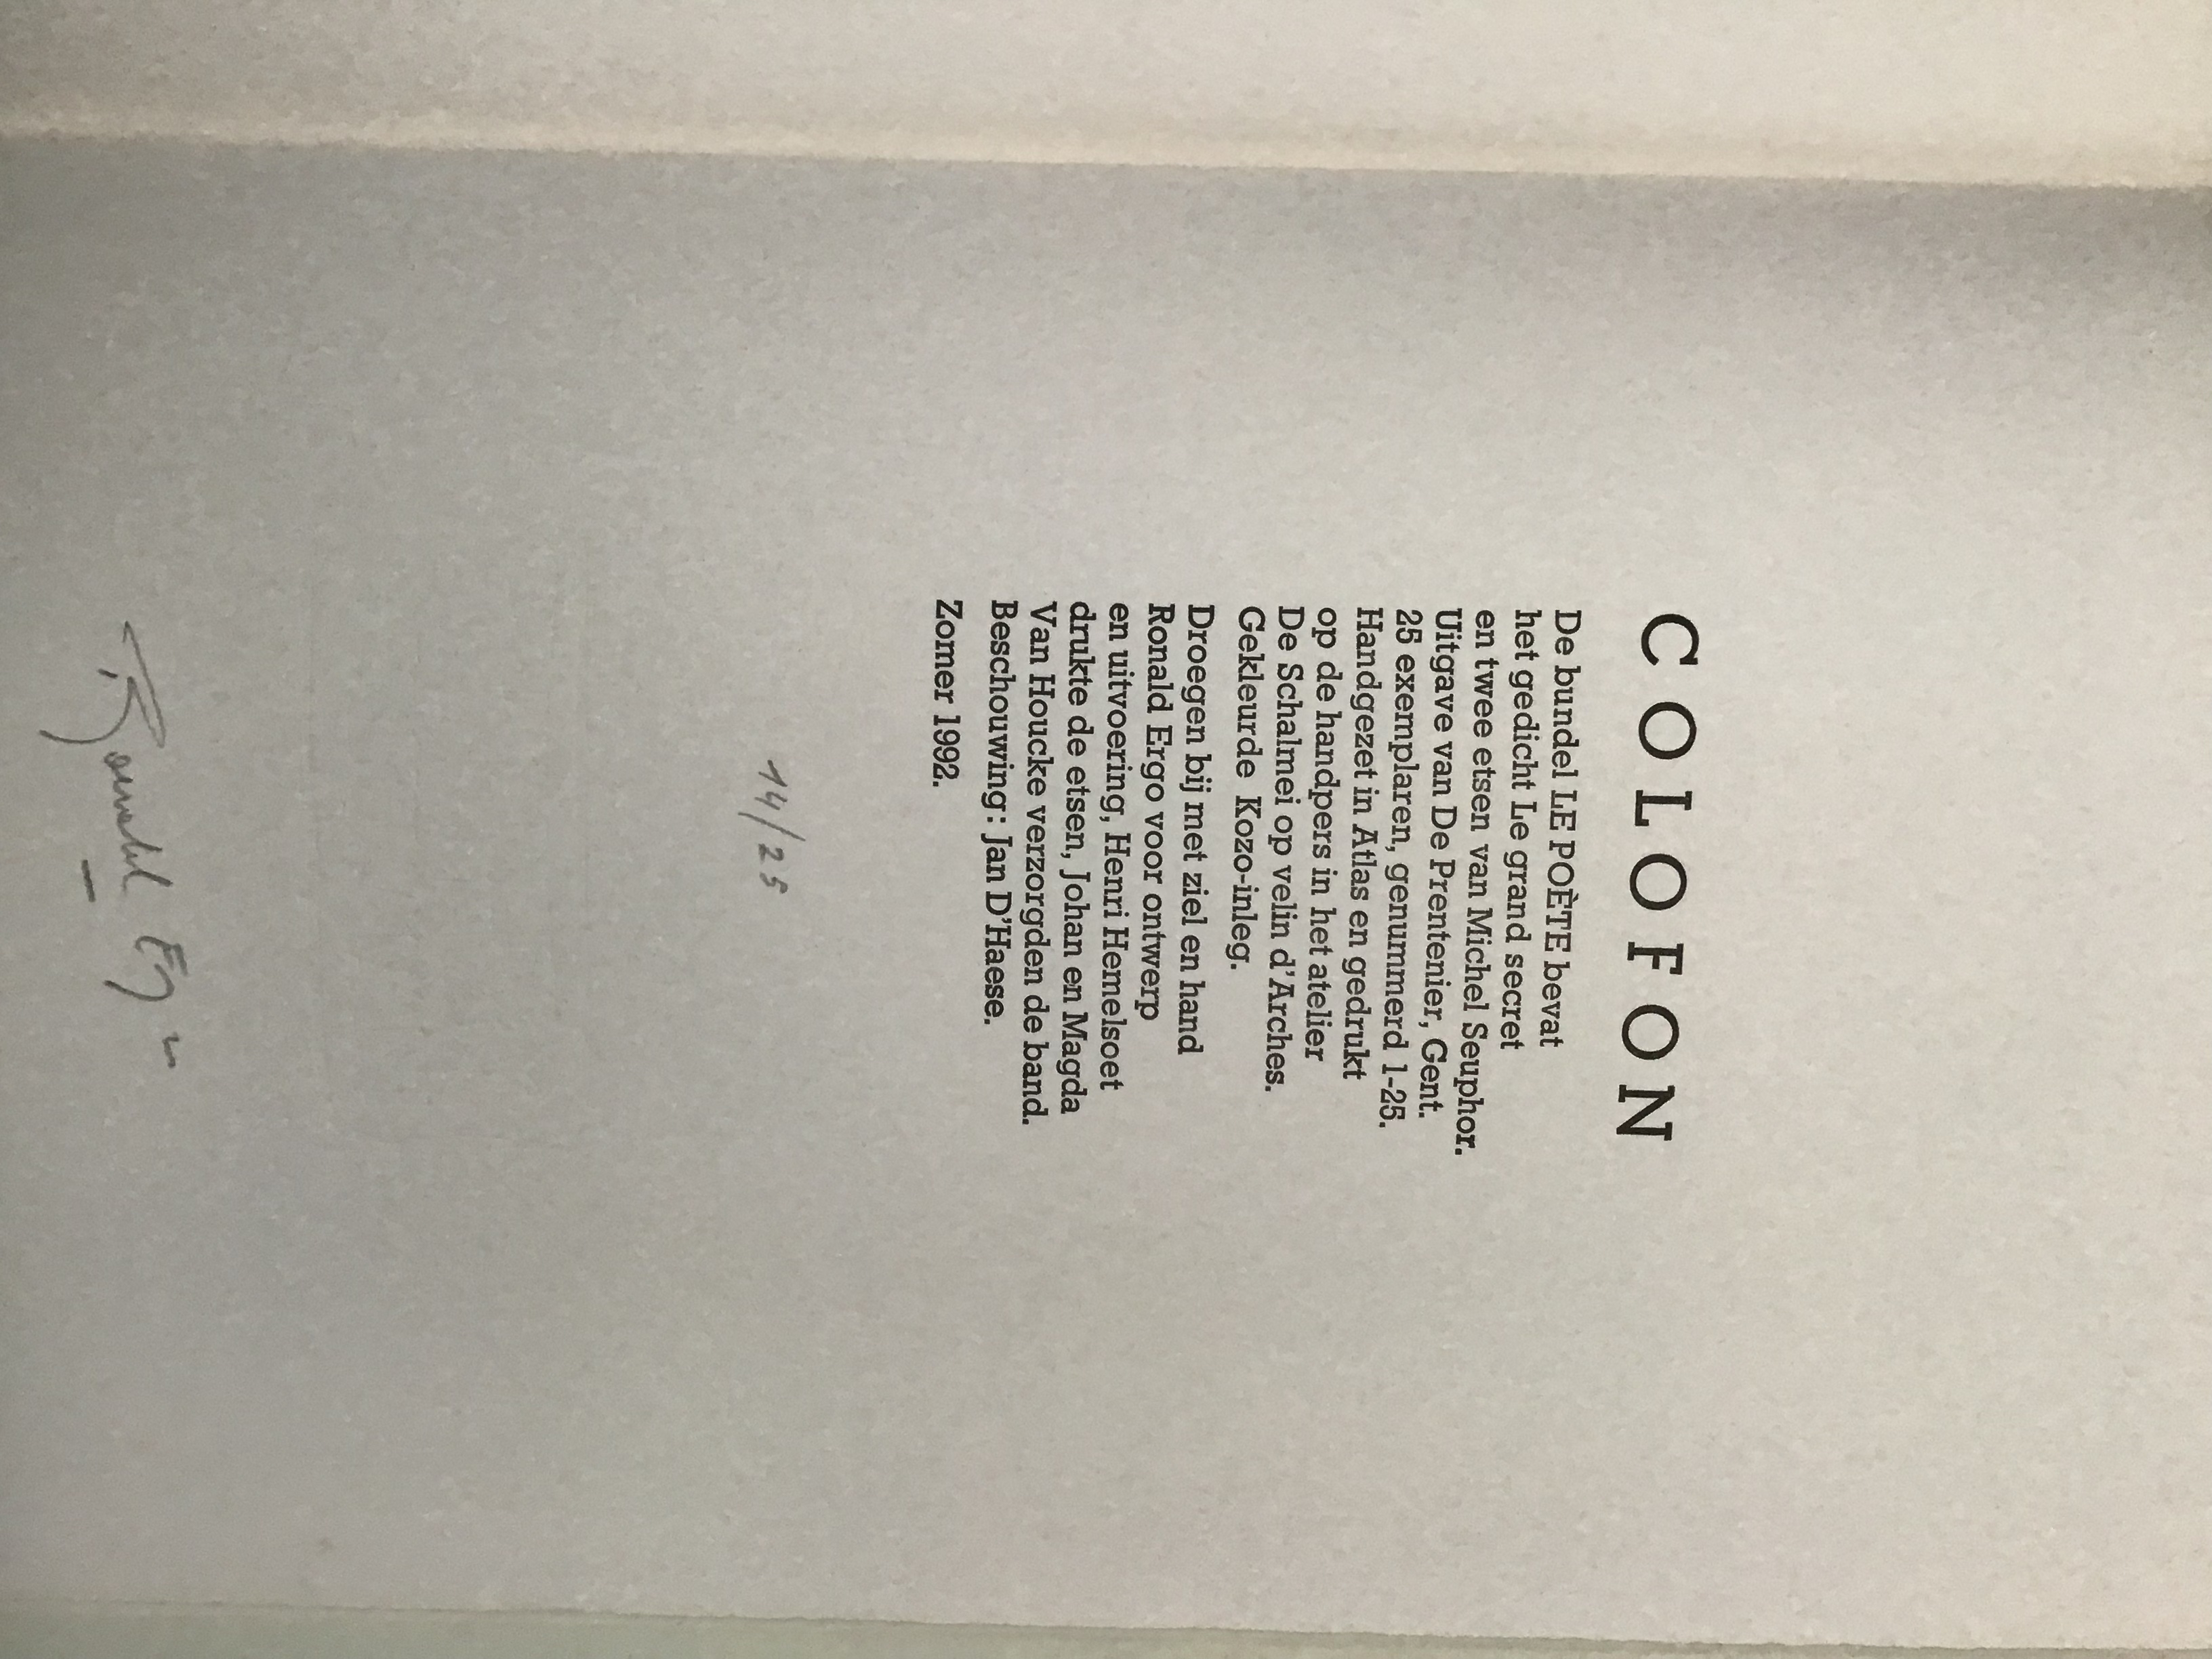 COLOFON
De bundel LE POÈTE bevat
het gedicht Le grand secret
en twee etsen van Michel Seuphor.
Uitgave van De Prentenier, Gent.
25 exemplaren, genummerd 1-25.
Handgezet in Atlas en gedrukt
op de handpers in het atelier
De Schalmei op velin d'Arches.
Gekleurde Kozo-inleg.
Droegen bij met ziel en hand
Ronald Ergo voor ontwerp
en uitvoering, Henri Hemelsoet
drukte de etsen, Johan en Magda
Van Houcke verzorgden de band.
Beschouwing: Jan D'Haese.
Zomer 1992.
14/25
Ronald Ergo